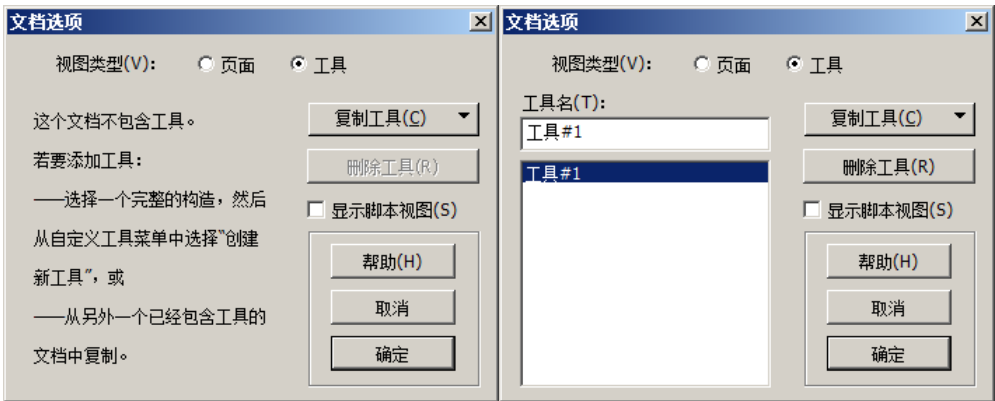 文档选项
视图类型(V): 页面 工具
这个文档不包含工具。
若要添加工具:
——选择一个完整的构造，然后
从自定义工具菜单中选择“创建
新工具”，或
——从另外一个已经包含工具的
文档中复制。
复制工具(C)
删除工具(R)
显示脚本视图(S)
帮助(H)
取消
确定
文档选项
视图类型(V): 页面 工具
工具名(T):
工具#1
工具#1
复制工具(C)
删除工具(R)
显示脚本视图(S)
帮助(H)
取消
确定